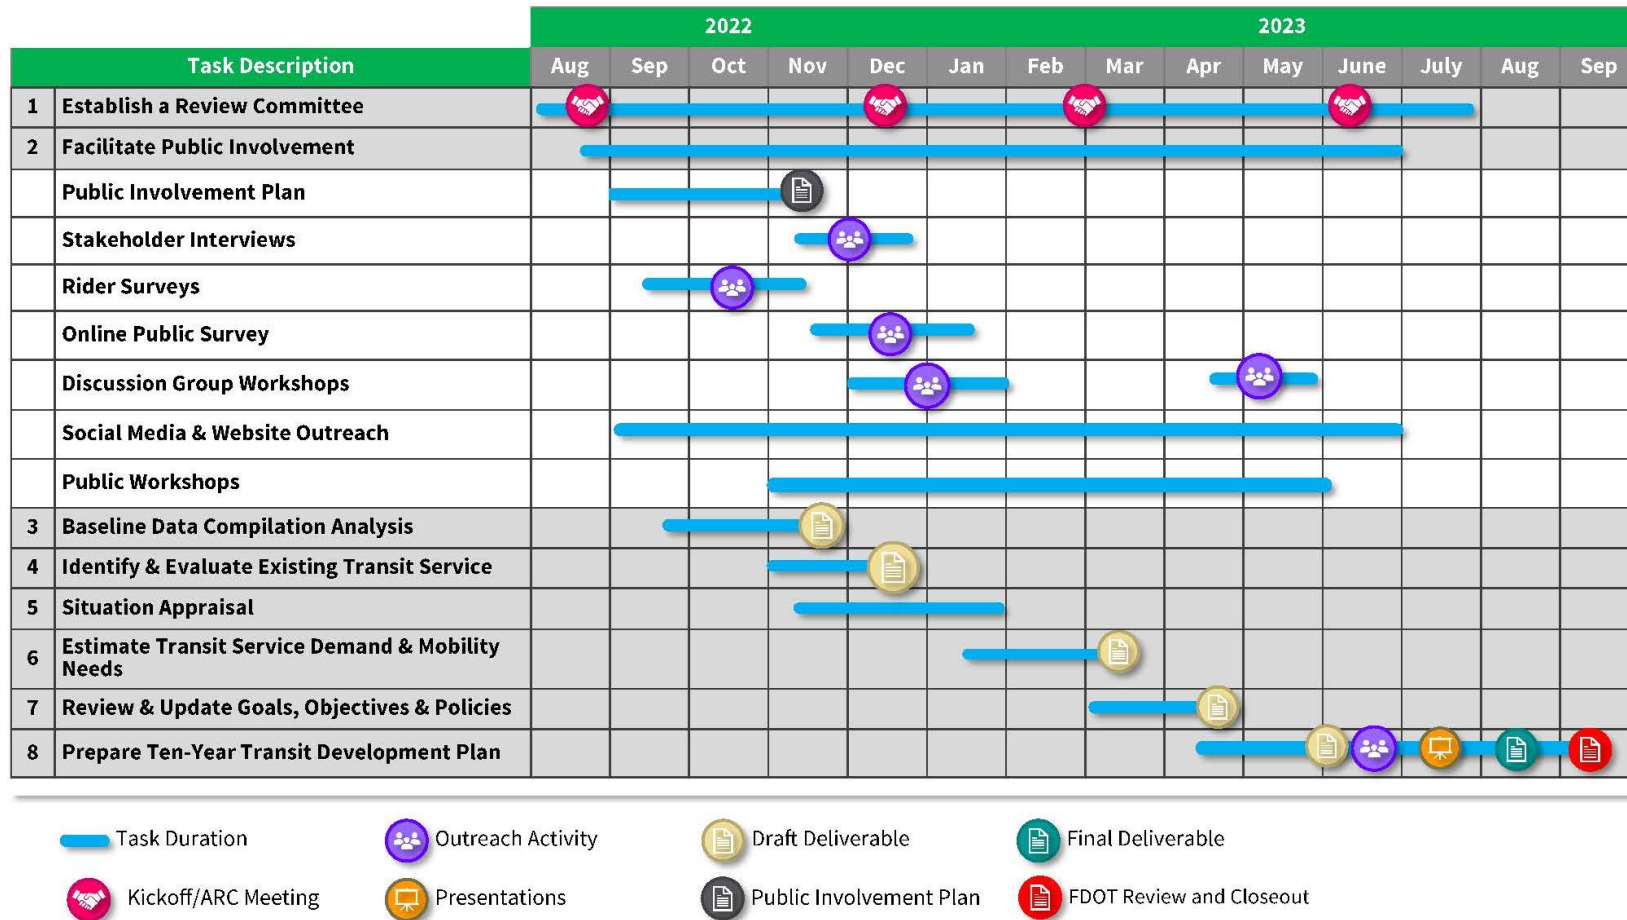 2022 2023
Task Description Aug Sep Oct Nov Dec Jan Feb Mar Apr May June July Aug Sep
1 Establish a Review Committee
2 Facilitate Public Involvement
Public Involvement Plan
Stakeholder Interviews
Rider Surveys
Online Public Survey
Discussion Group Workshops
Social Media & Website Outreach
Public Workshops
3 Baseline Data Compilation Analysis
4 Identify & Evaluate Existing Transit Service
5 Situation Appraisal
6 Estimate Transit Service Demand & Mobility
Needs
7 Review & Update Goals, Objectives & Policies
8 Prepare Ten-Year Transit Development Plan
Task Duration Outreach Activity Draft Deliverable Final Deliverable
Kickoff/ARC Meeting Presentations Public Involvement Plan FDOT Review and Closeout